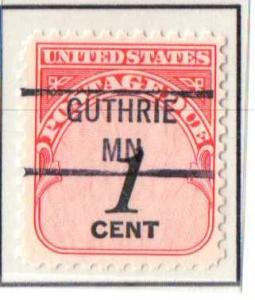 UNITED STATES
POSTAGE DUE
GUTHRIE
MN
1
CENT